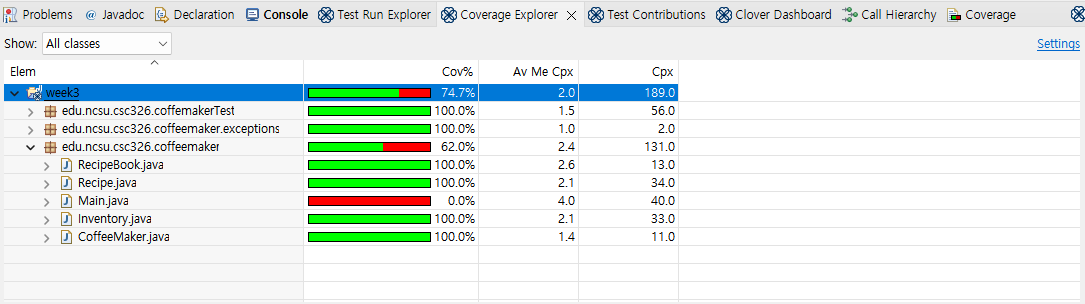 Problems @ Javadoc Declaration Console Test Run Explorer Coverage Explorer Test Contributions Clover Dashboard Call Hierarchy Coverage
Show: All classes Settings
Elem Cov% Av Me Cpx Cpx
week3 74.7% 2.0 189.0
edu.ncsu.csc326.coffemakerTest 100.0% 1.5 56.0
edu.ncsu.csc326.coffeemaker.exceptions 100.0% 1.0 2.0
edu.ncsu.csc326.coffeemaker 62.0% 2.4 131.0
RecipeBook.java 100.0% 2.6 13.0
Recipe.java 100.0% 2.1 34.0
Main.java 0.0% 4.0 40.0
Inventory.java 100.0% 2.1 33.0
CoffeeMaker.java 100.0% 1.4 11.0